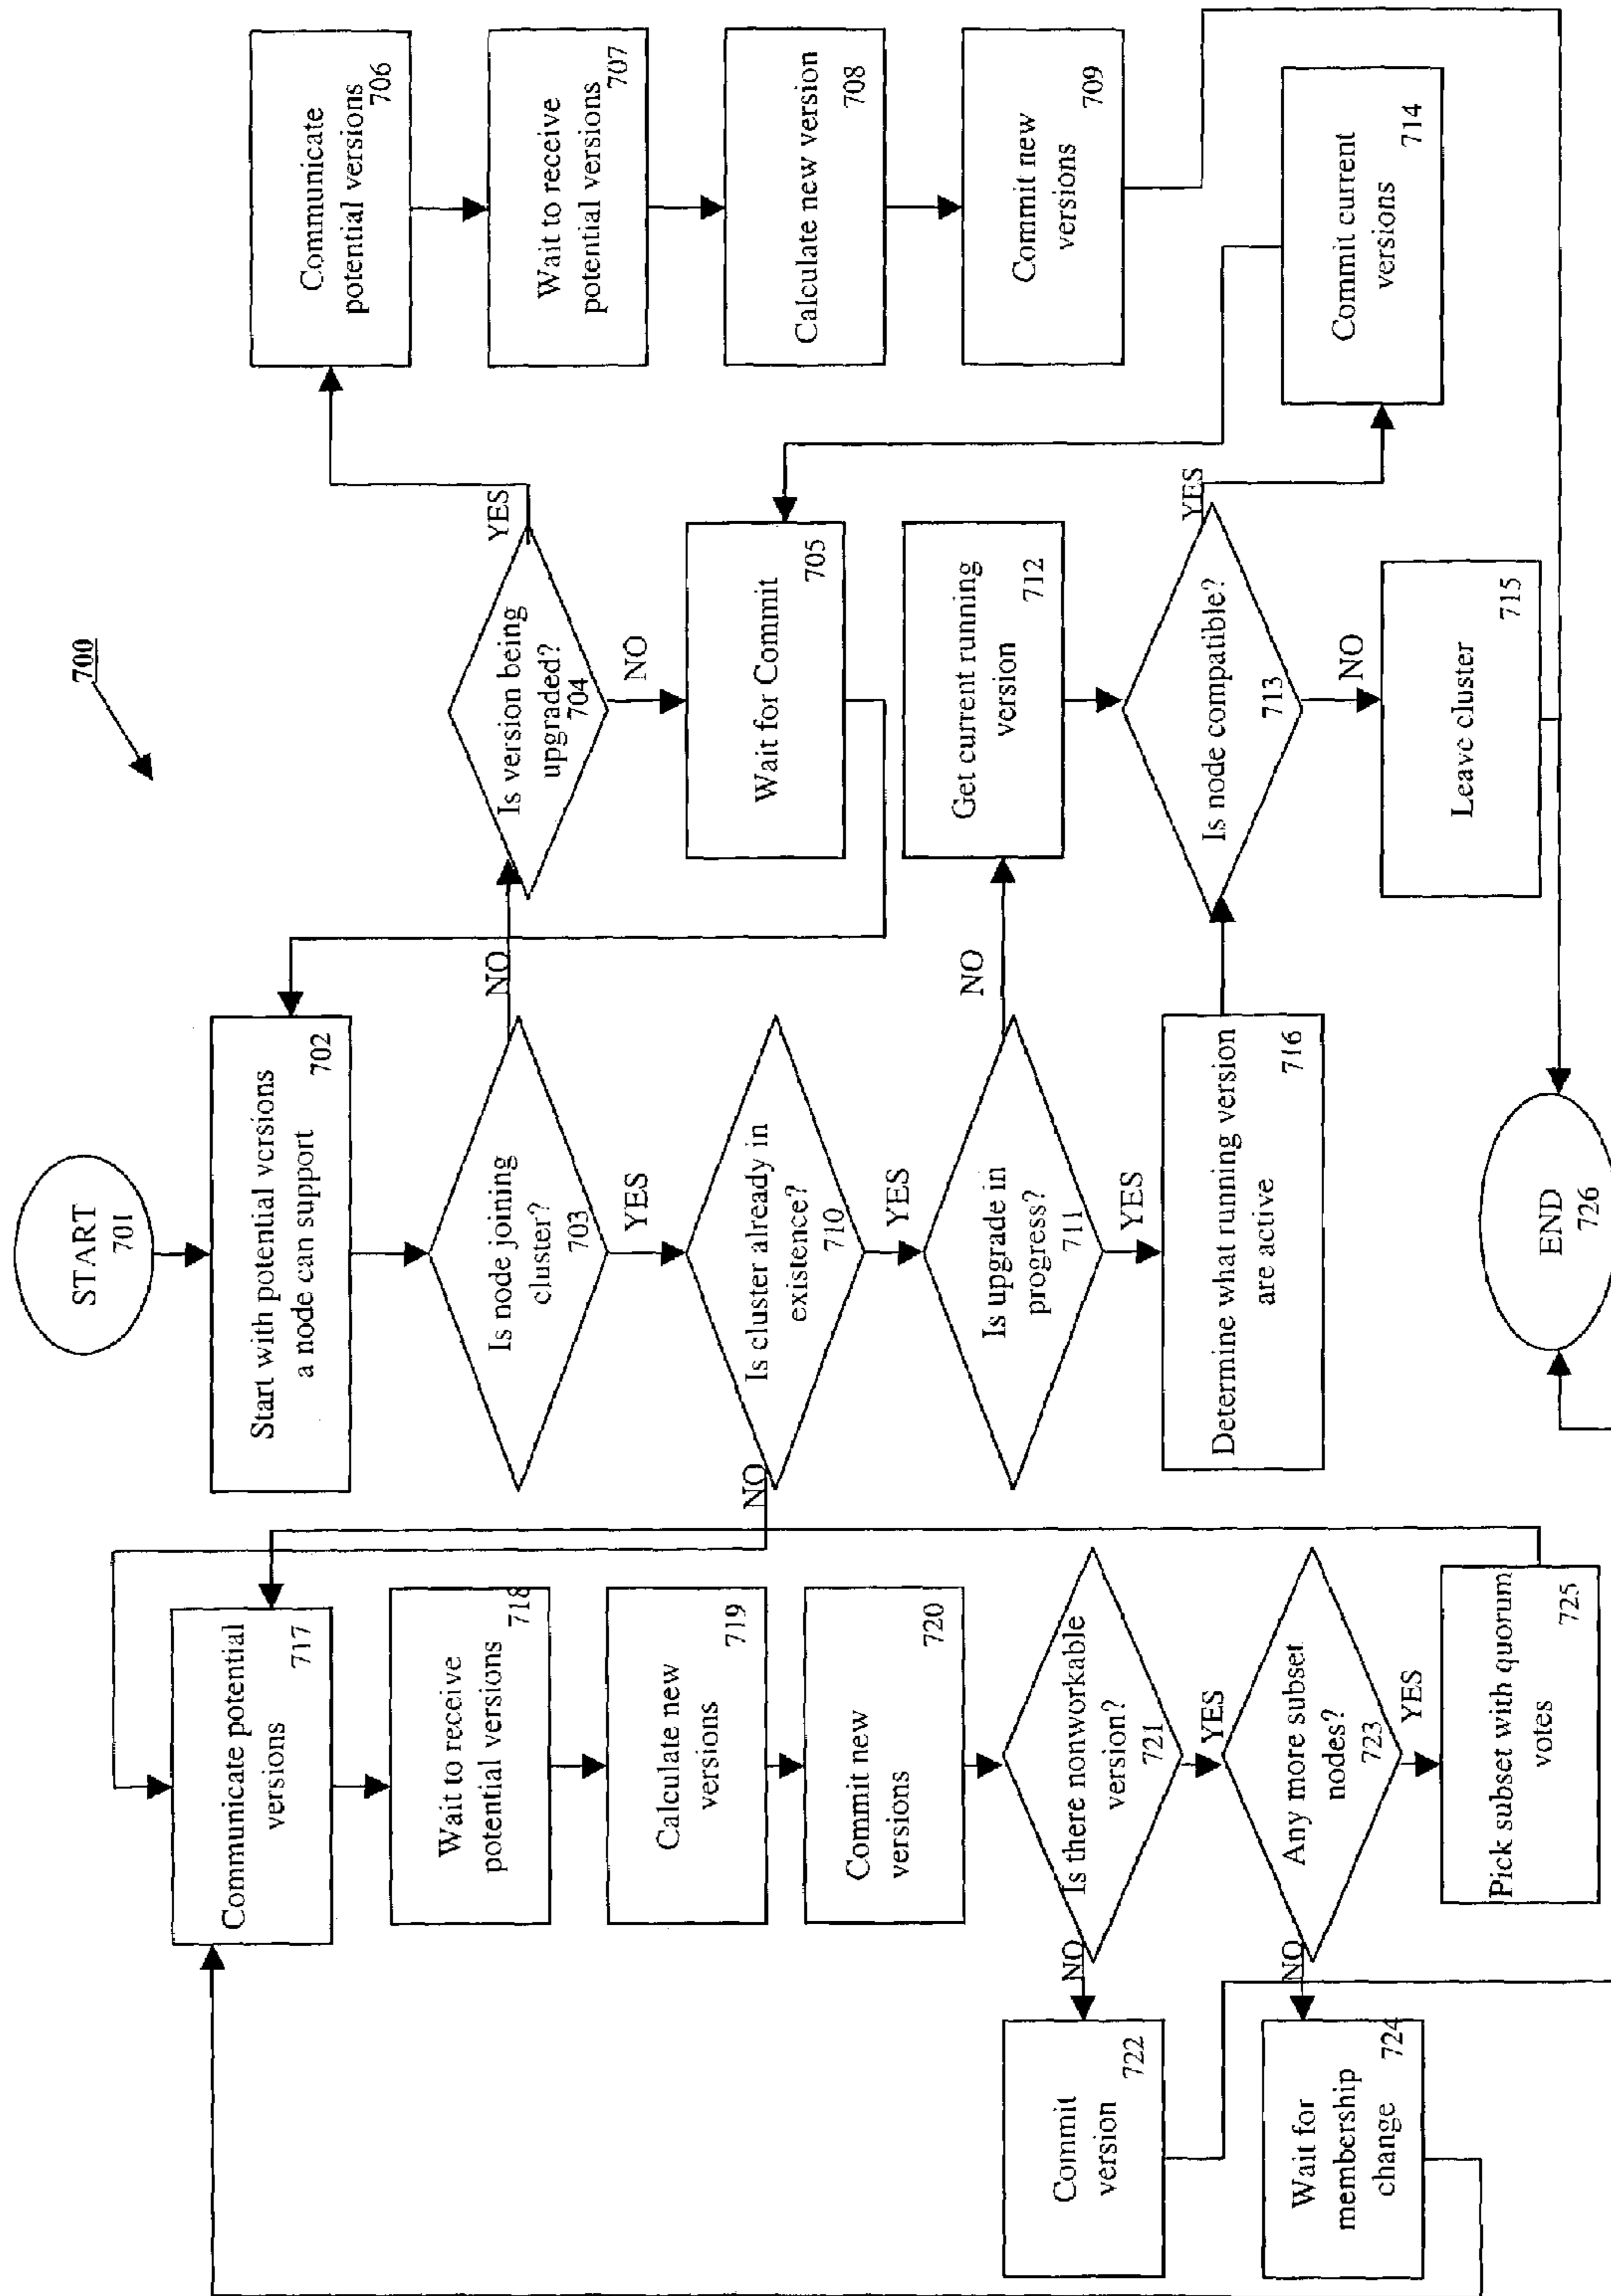 700
START
701
Start with potential versions
a node can support
702
Is node joining
cluster?
703
NO
YES
Is version being
upgraded?
704
YES
NO
Wait for Commit
705
Communicate
potential versions
706
Wait to receive
potential versions
707
Calculate new version
708
Commit new
versions
709
Is cluster already in
existence?
710
NO
YES
Is upgrade in
progress?
711
NO
YES
Get current running
version
712
Is node compatible?
713
YES
NO
Commit current
versions
714
Leave cluster
715
Determine what running version
are active
716
Communicate potential
versions
717
Wait to receive
potential versions
718
Calculate new
versions
719
Commit new
versions
720
Is there nonworkable
version?
721
NO
YES
Commit
version
722
Any more subset
nodes?
723
NO
YES
Wait for
membership
change
724
Pick subset with quorum
votes
725
END
726